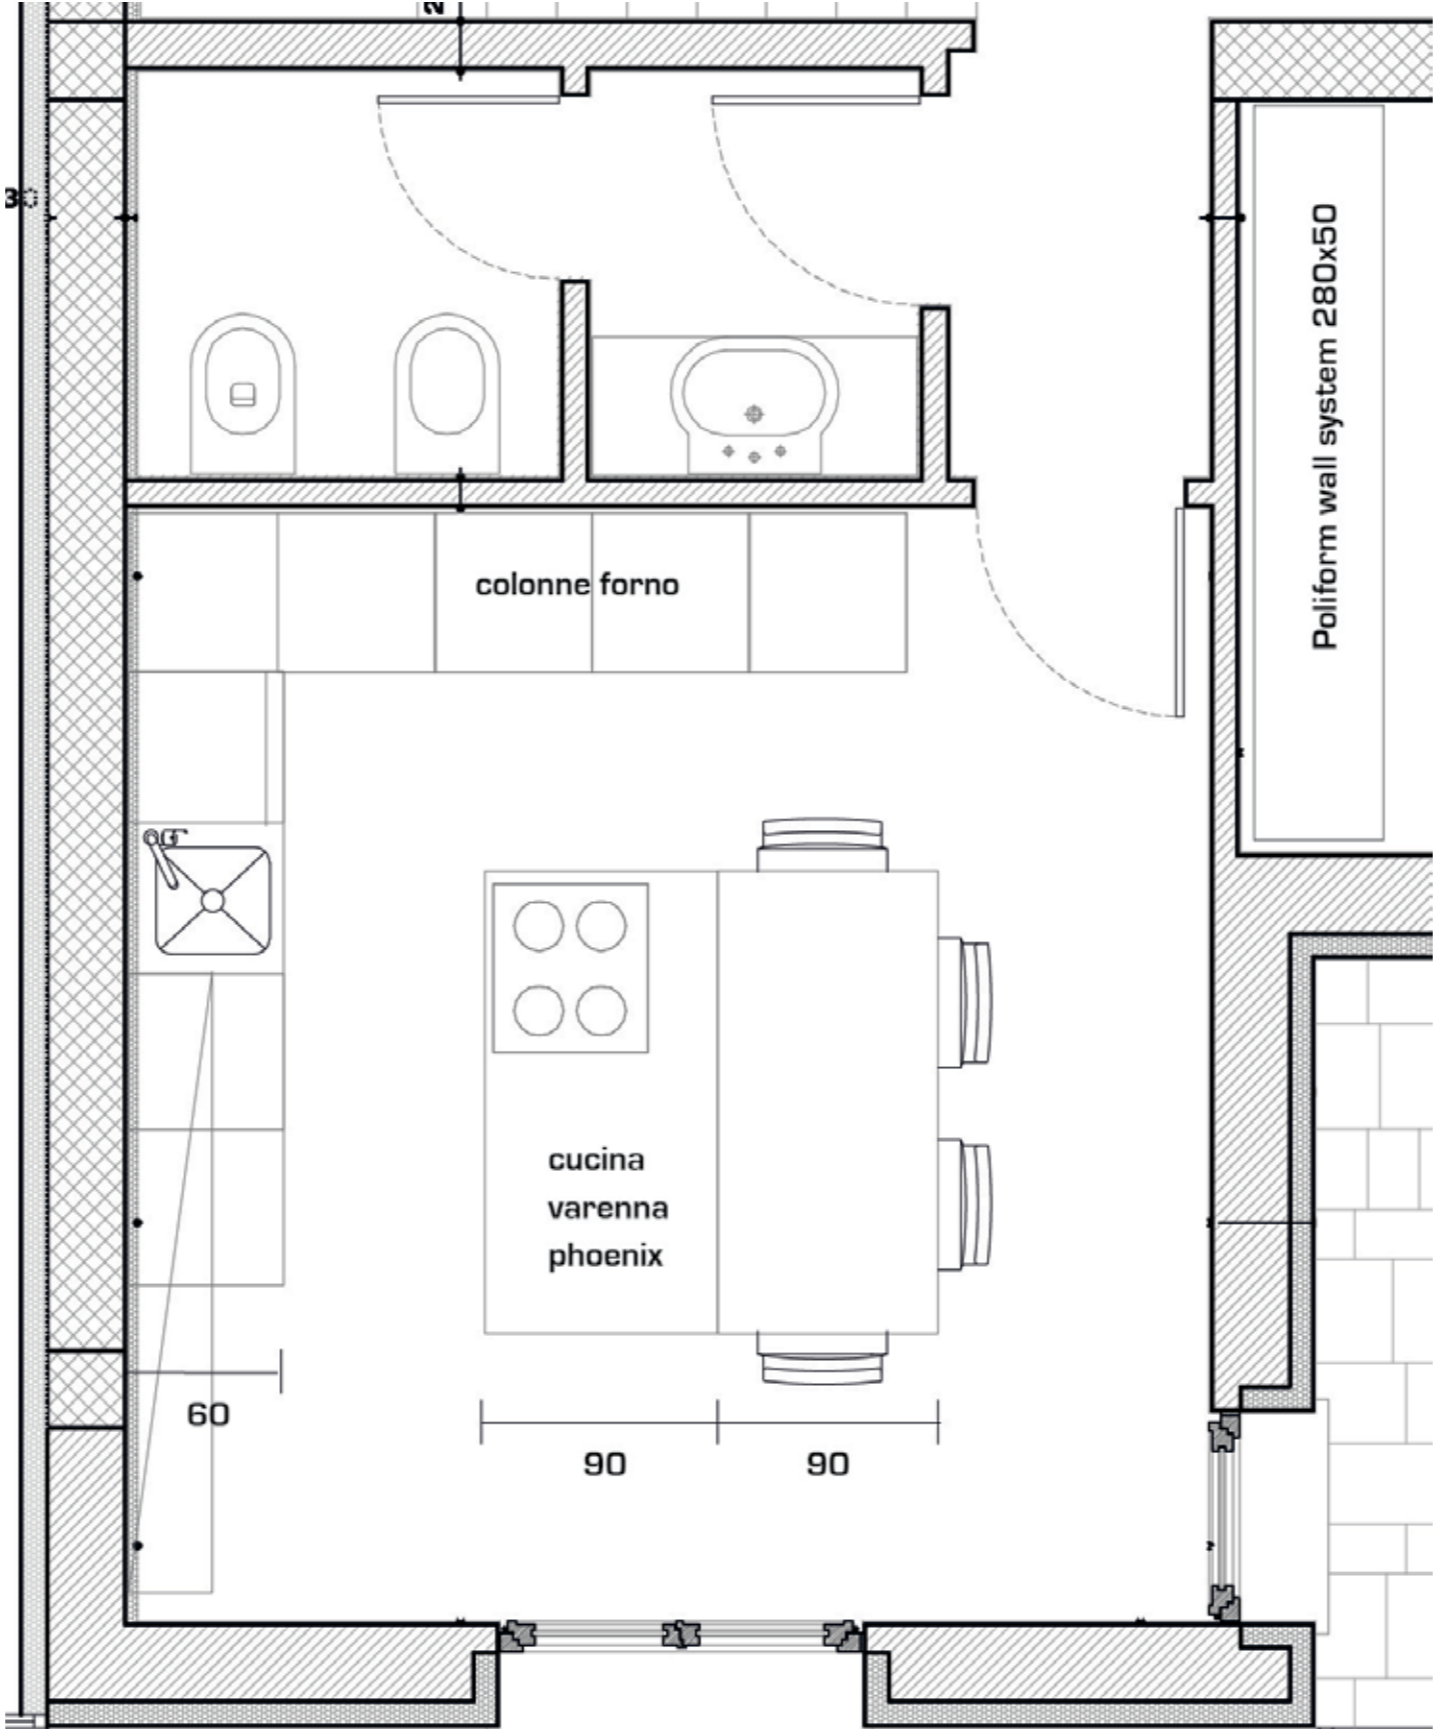 Poliform wall system 280x50
colonne forno
cucina
varenna
phoenix
60
90
90